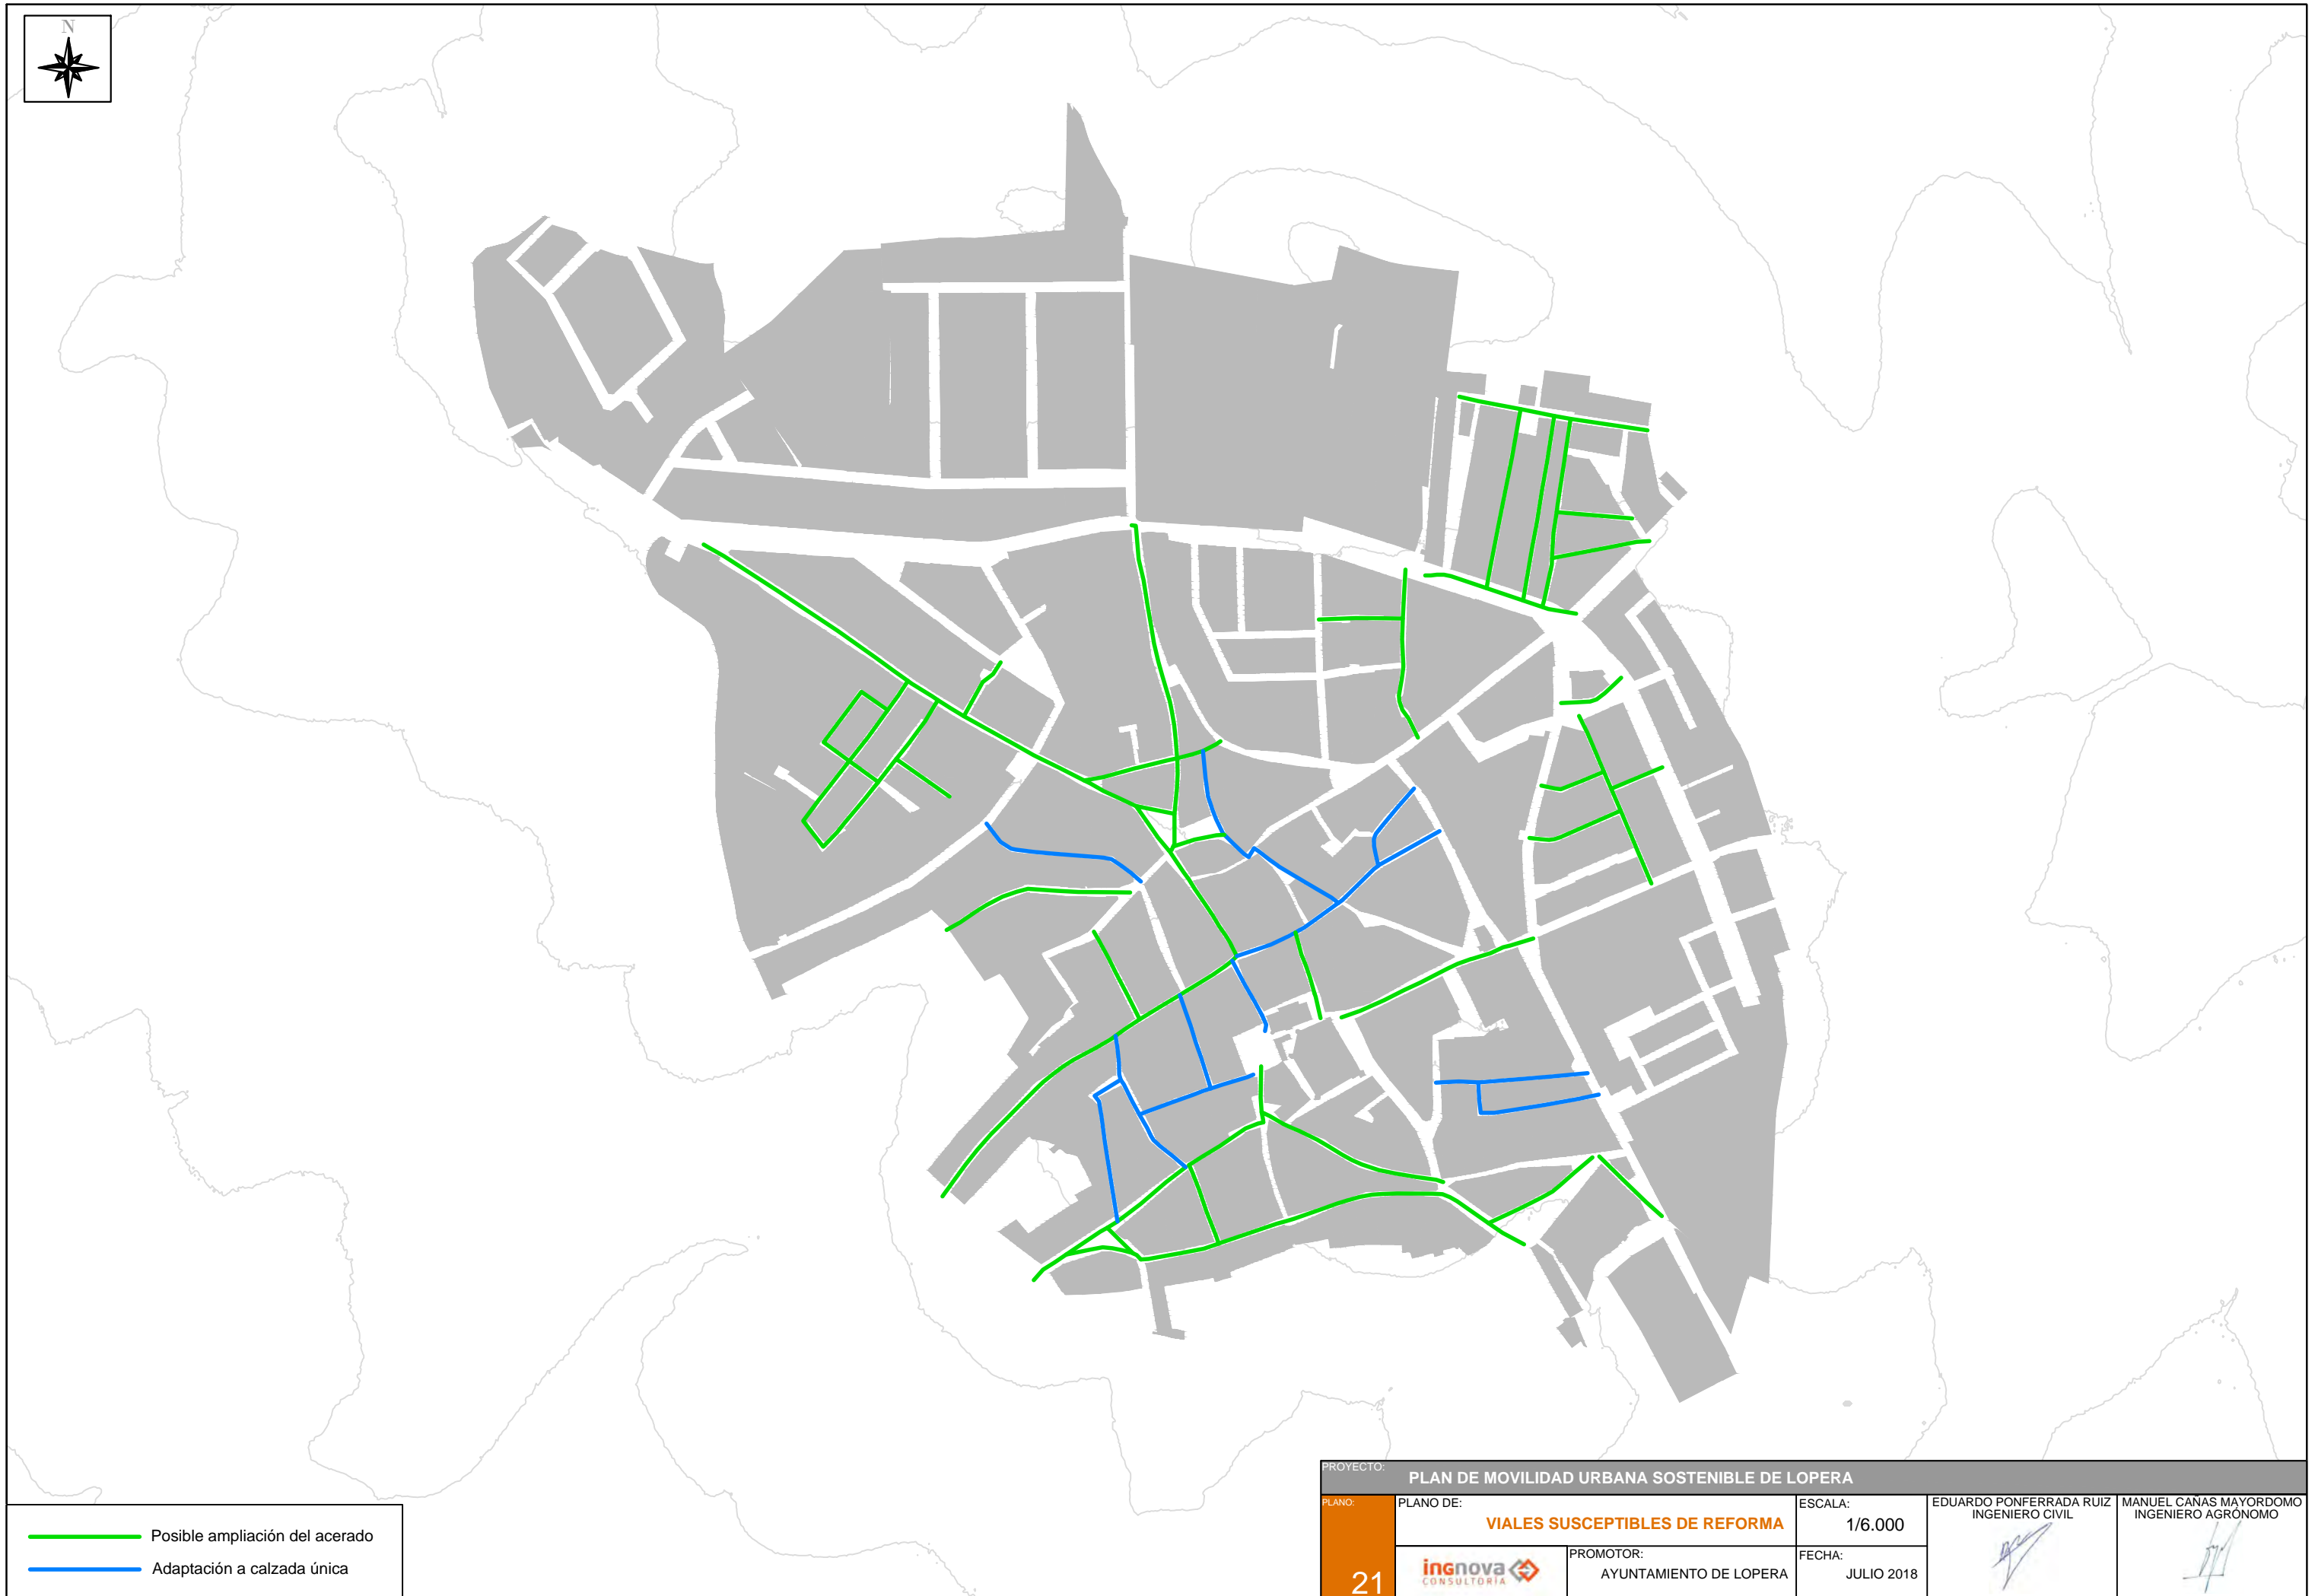 N
PROYECTO:
PLAN DE MOVILIDAD URBANA SOSTENIBLE DE LOPERA
PLANO:
21
PLANO DE:
VIALES SUSCEPTIBLES DE REFORMA
ESCALA:
1/6.000
EDUARDO PONFERRADA RUIZ
INGENIERO CIVIL
MANUEL CAÑAS MAYORDOMO
INGENIERO AGRÓNOMO
ingnova
CONSULTORÍA
PROMOTOR:
AYUNTAMIENTO DE LOPERA
FECHA:
JULIO 2018
Posible ampliación del acerado
Adaptación a calzada única